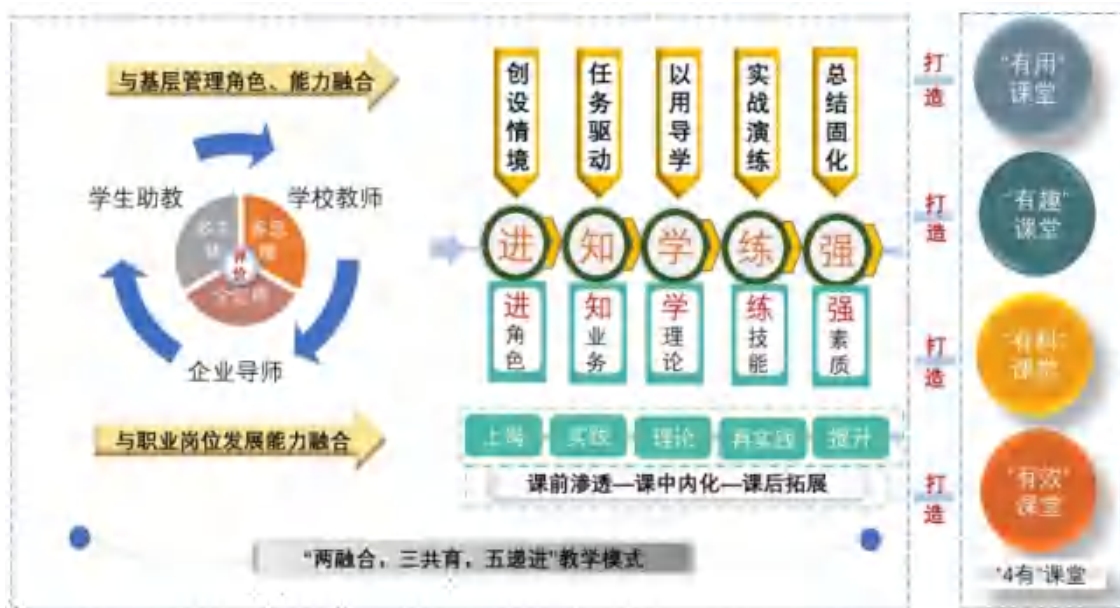 与基层管理角色、能力融合
学生助教
学校教师
企业导师
评价
与职业岗位发展能力融合
创设情境
任务驱动
以用导学
实战演练
总结固化
进
知
学
练
强
进角色
知业务
学理论
练技能
强素质
上岗
实践
理论
再实践
提升
课前渗透—课中内化—课后拓展
"两融合，三共育，五递进"教学模式
打造
"有用"
课堂
打造
"有趣"
课堂
打造
"有料"
课堂
打造
"有效"
课堂
"4有"课堂